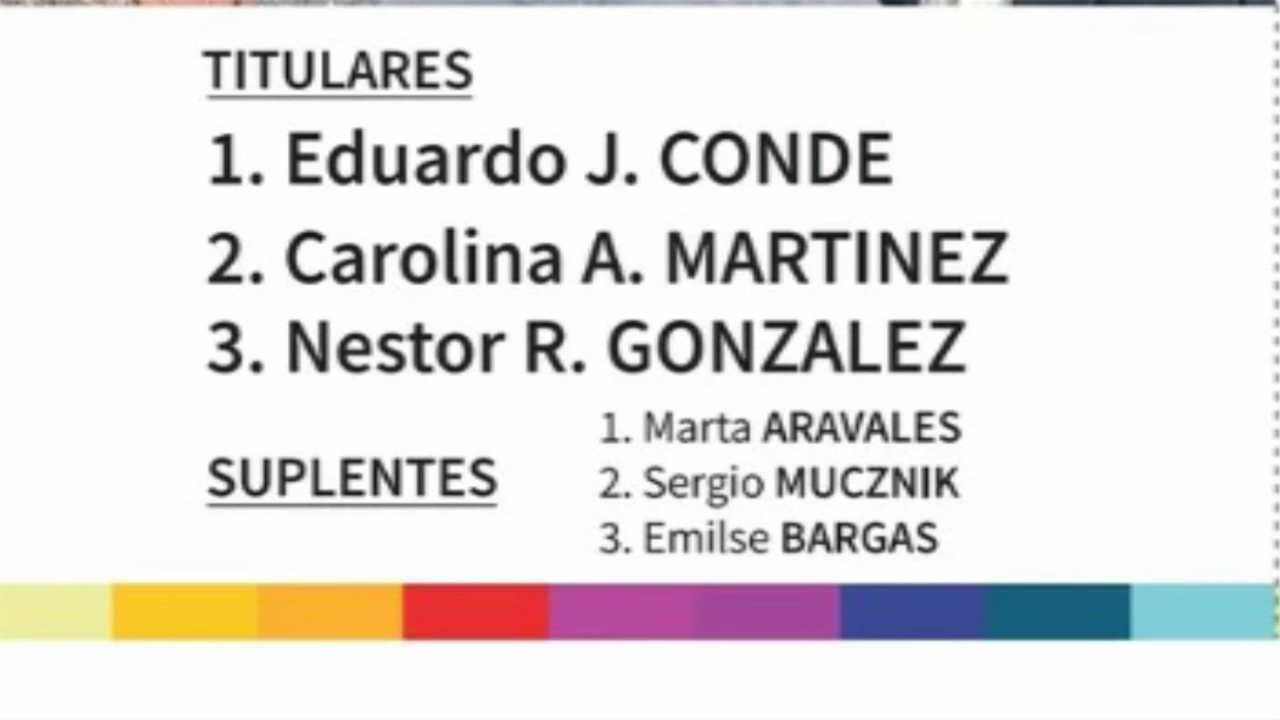 TITULARES
1. Eduardo J. CONDE
2. Carolina A. MARTINEZ
3. Nestor R. GONZALEZ
SUPLENTES
1. Marta ARAVALES
2. Sergio MUCZNIK
3. Emilse BARGAS